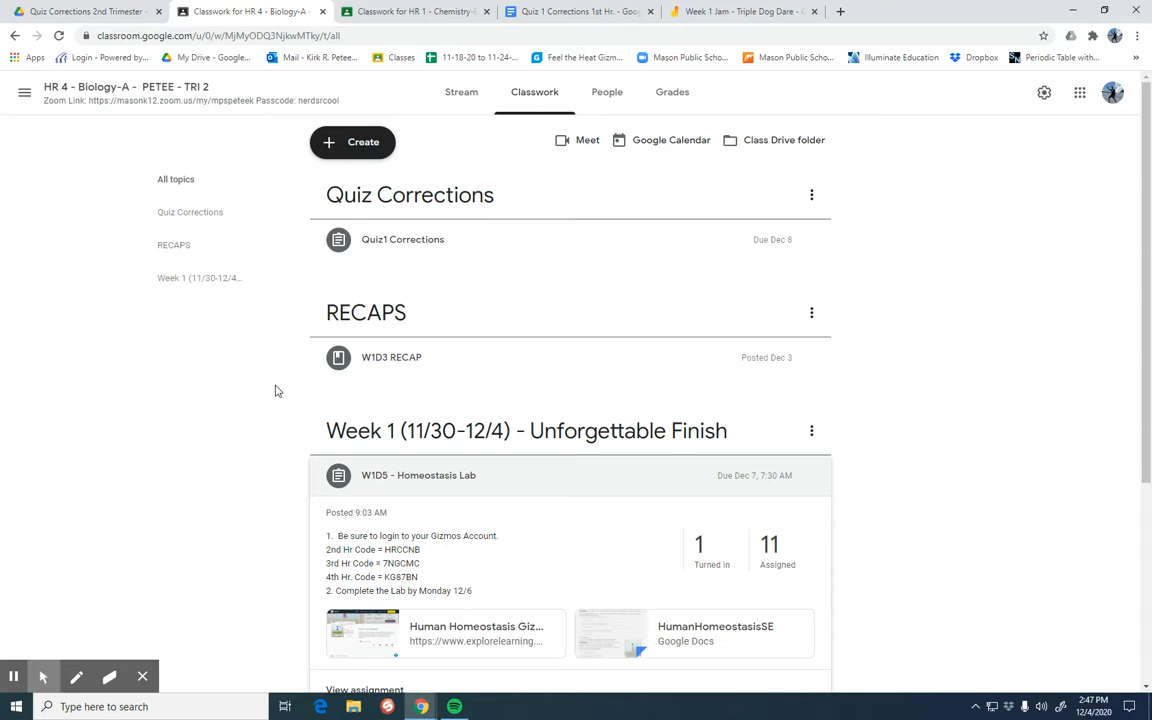 Quiz Corrections 2nd Trimester -
Classwork for HR 4 - Biology-A -
Classwork for HR 1 - Chemistry-
Quiz 1 Corrections 1st Hr. - Goo
Week 1 Jam - Triple Dog Dare -
classroom.google.com/u/0/w/MjMyODQ3NjkwMTky/t/all
Apps
Login - Powered by...
My Drive - Google...
Mail - Kirk R. Petee...
Classes
11-18-20 to 11-24-...
Feel the Heat Gizm...
Mason Public Scho...
Mason Public Scho...
Illuminate Education
Dropbox
Periodic Table with...
»
HR 4 - Biology-A - PETEE - TRI 2
Zoom Link: https://masonk12.zoom.us/my/mpspeteek Passcode: nerdsrcool
Stream
Classwork
People
Grades
Create
Meet
Google Calendar
Class Drive folder
All topics
Quiz Corrections
RECAPS
Week 1 (11/30-12/4...
Quiz Corrections
Quiz1 Corrections
Due Dec 8
RECAPS
W1D3 RECAP
Posted Dec 3
Week 1 (11/30-12/4) - Unforgettable Finish
W1D5 - Homeostasis Lab
Due Dec 7, 7:30 AM
Posted 9:03 AM
1. Be sure to login to your Gizmos Account.
2nd Hr Code = HRCCNB
3rd Hr Code = 7NGCMC
4th Hr. Code = KG87BN
2. Complete the Lab by Monday 12/6
1
Turned in
11
Assigned
Human Homeostasis Giz...
https://www.explorelearning....
HumanHomeostasisSE
Google Docs
View assignment
Type here to search
2:47 PM
12/4/2020